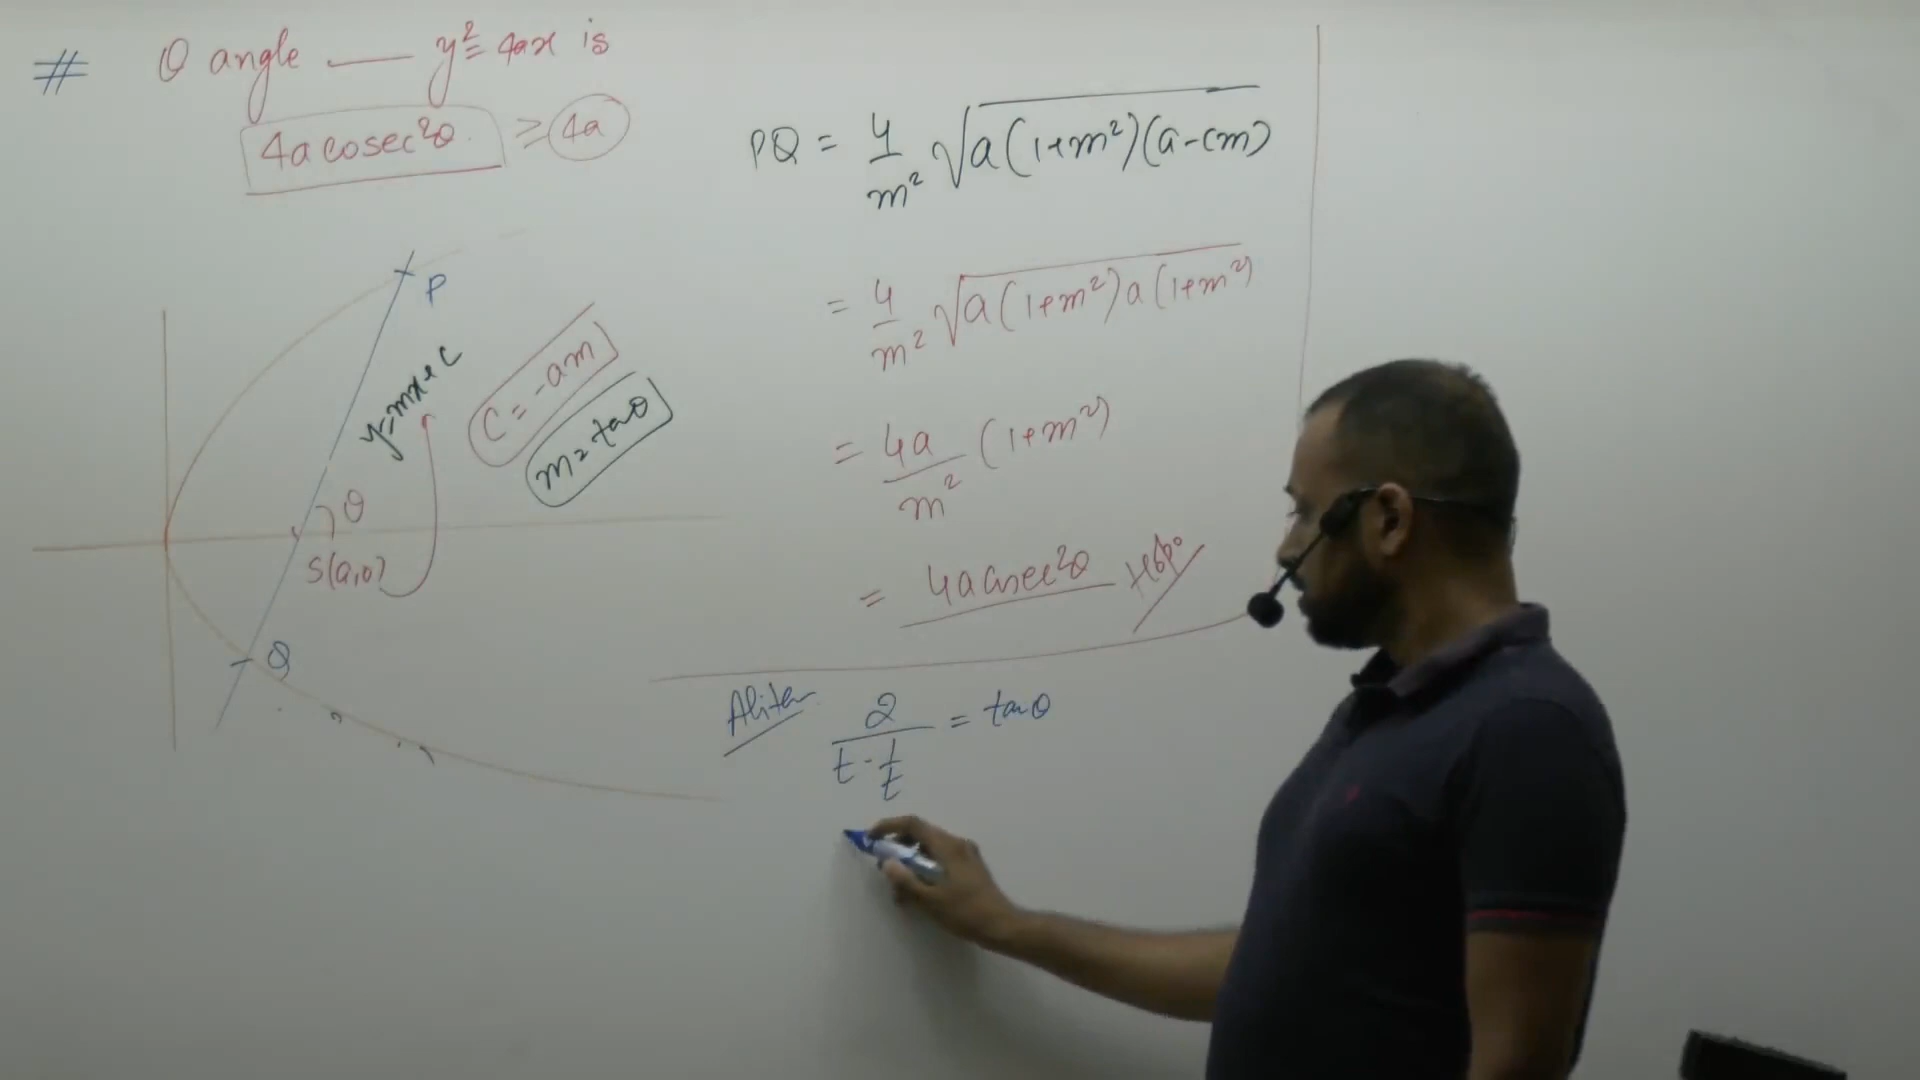 # θ angle — y² = 4ax is
4a cosec²θ ≥ 4a
PQ = 4/m² √(a(1+m²)(a-cm))
= 4/m² √(a(1+m²)a(1+m²))
= 4a/m² (1+m²)
= 4a cosec²θ
P
y=mx+c
C = -am
m = tanθ
θ
S(a,0)
Q
Aliter
2/(t - 1/t) = tanθ